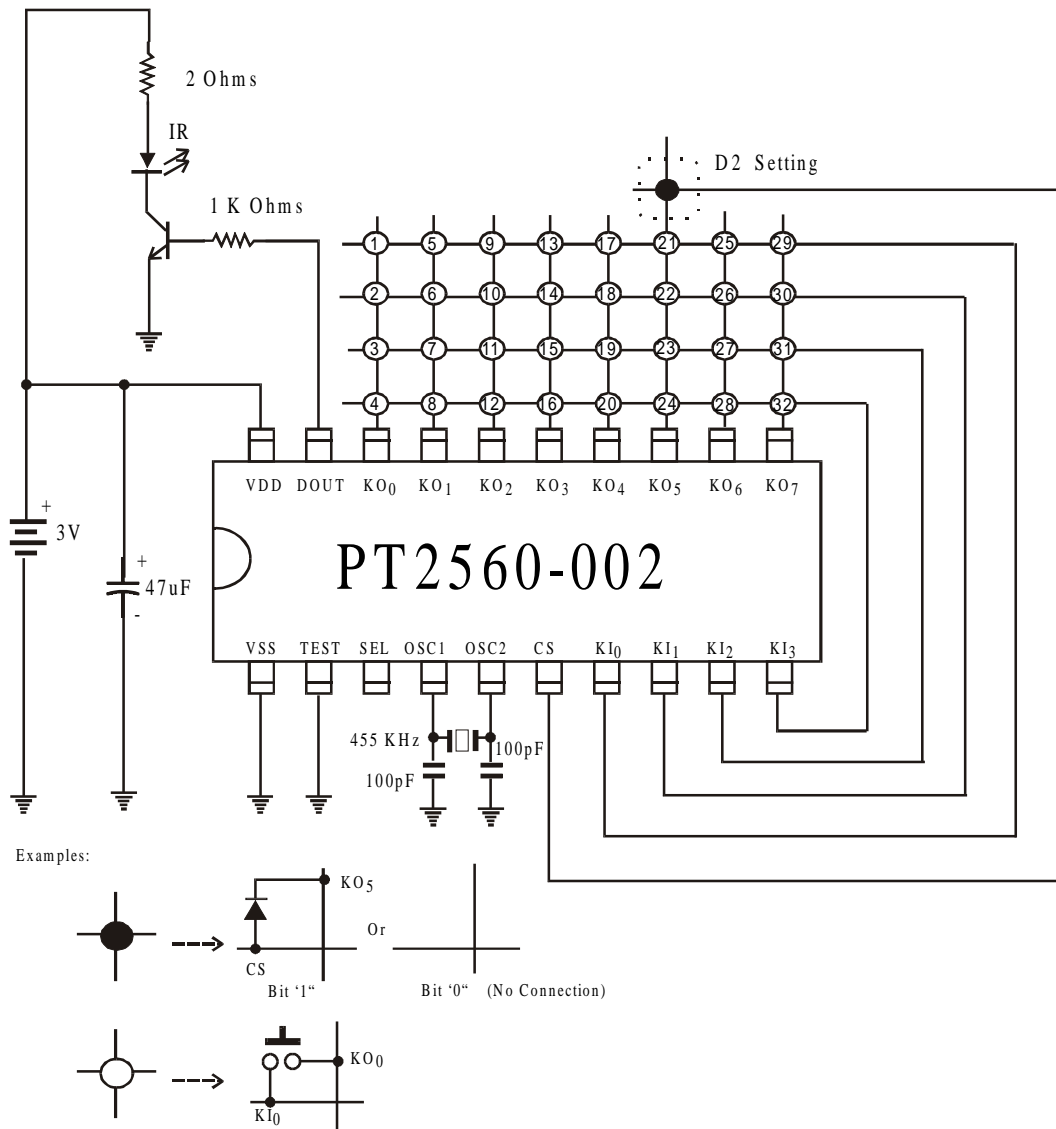 2 Ohms
IR
1 K Ohms
D2 Setting
1 5 9 13 17 21 25 29
2 6 10 14 18 22 26 30
3 7 11 15 19 23 27 31
4 8 12 16 20 24 28 32
VDD DOUT KO0 KO1 KO2 KO3 KO4 KO5 KO6 KO7
+
3V
PT2560-002
+
47uF
-
VSS TEST SEL OSC1 OSC2 CS KI0 KI1 KI2 KI3
455 KHz
100pF
100pF
Examples:
KO5
Or
CS
Bit ‘1“
Bit ‘0“ (No Connection)
KO0
KI0